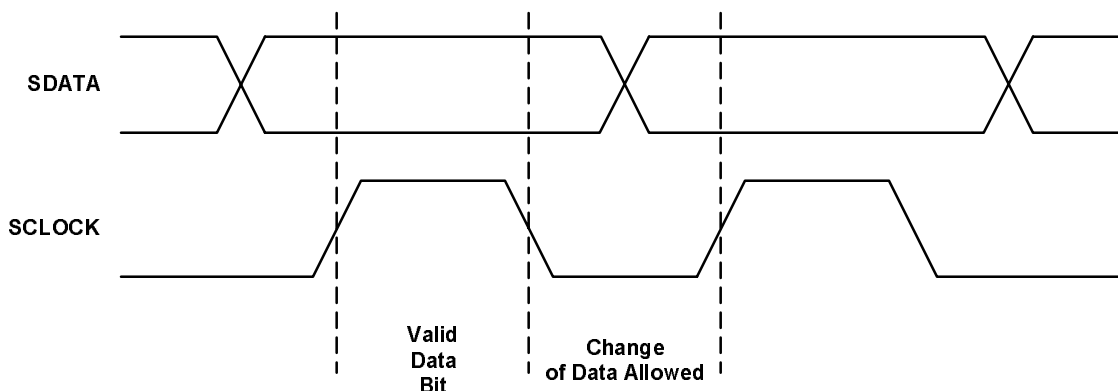 SDATA
SCLOCK
Valid
Data
Bit
Change
of Data Allowed